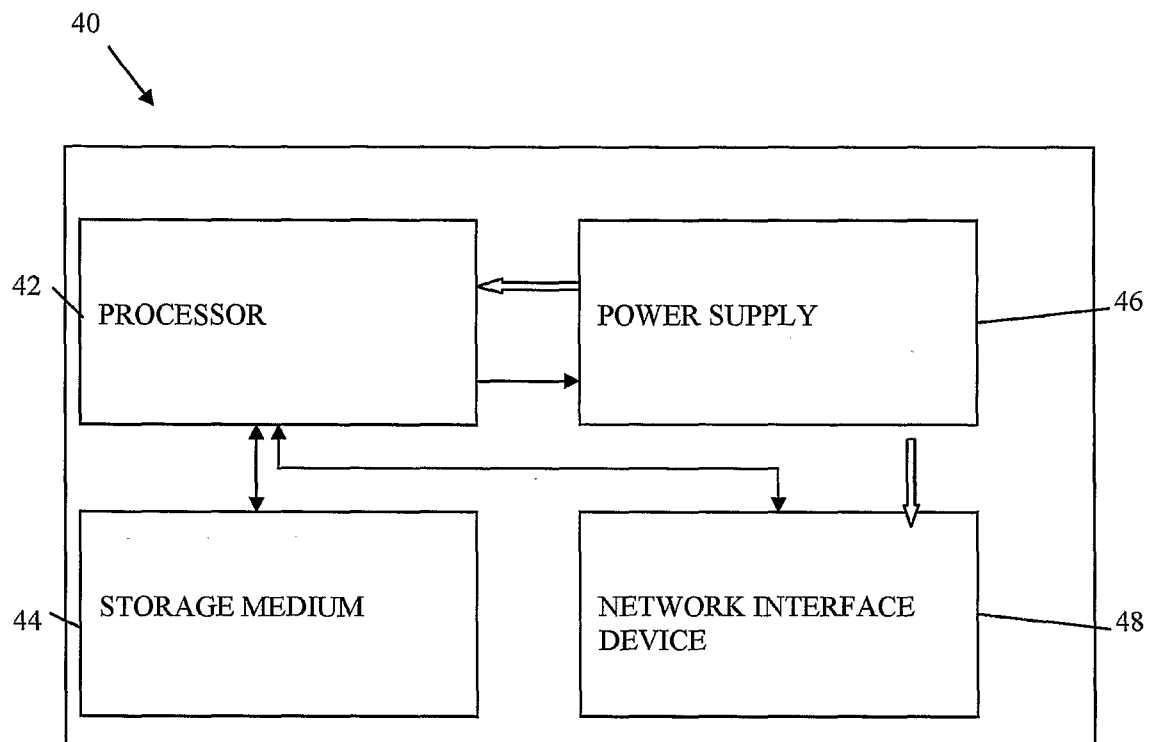 40
42
PROCESSOR
POWER SUPPLY
46
44
STORAGE MEDIUM
NETWORK INTERFACE
DEVICE
48